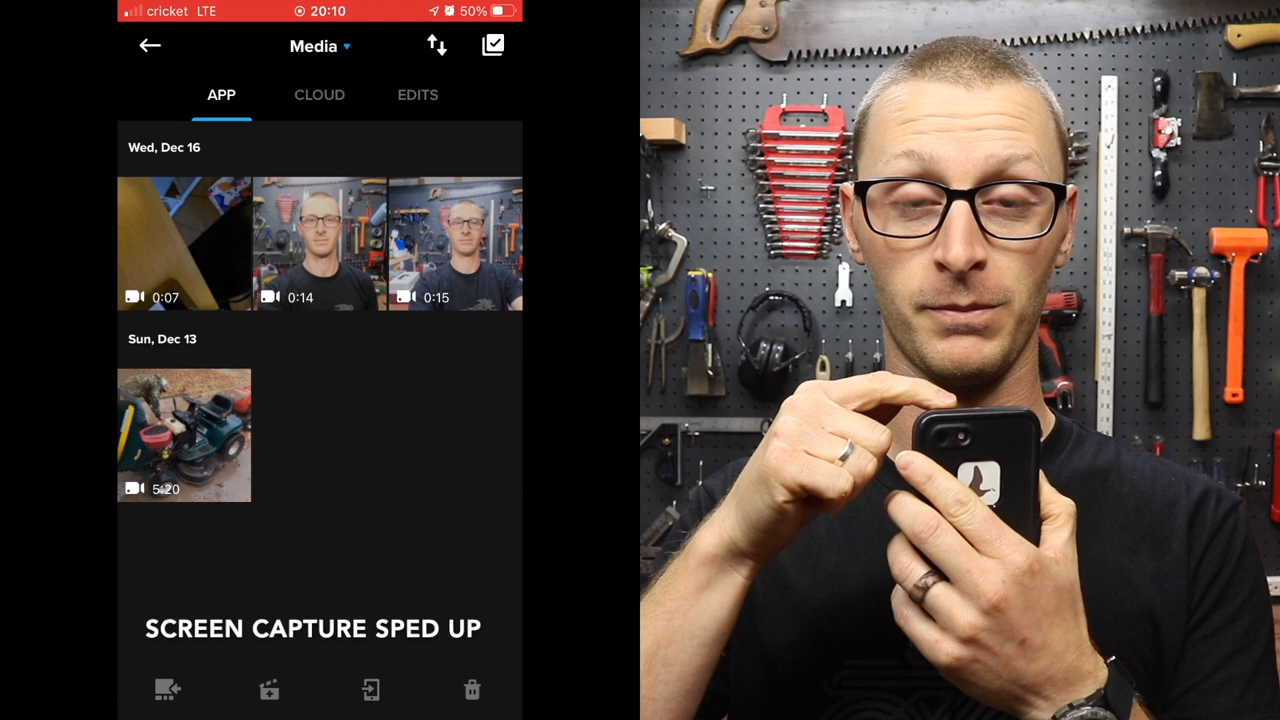 cricket LTE 20:10 50%
Media
APP CLOUD EDITS
Wed, Dec 16
0:07 0:14 0:15
Sun, Dec 13
5:20
SCREEN CAPTURE SPED UP